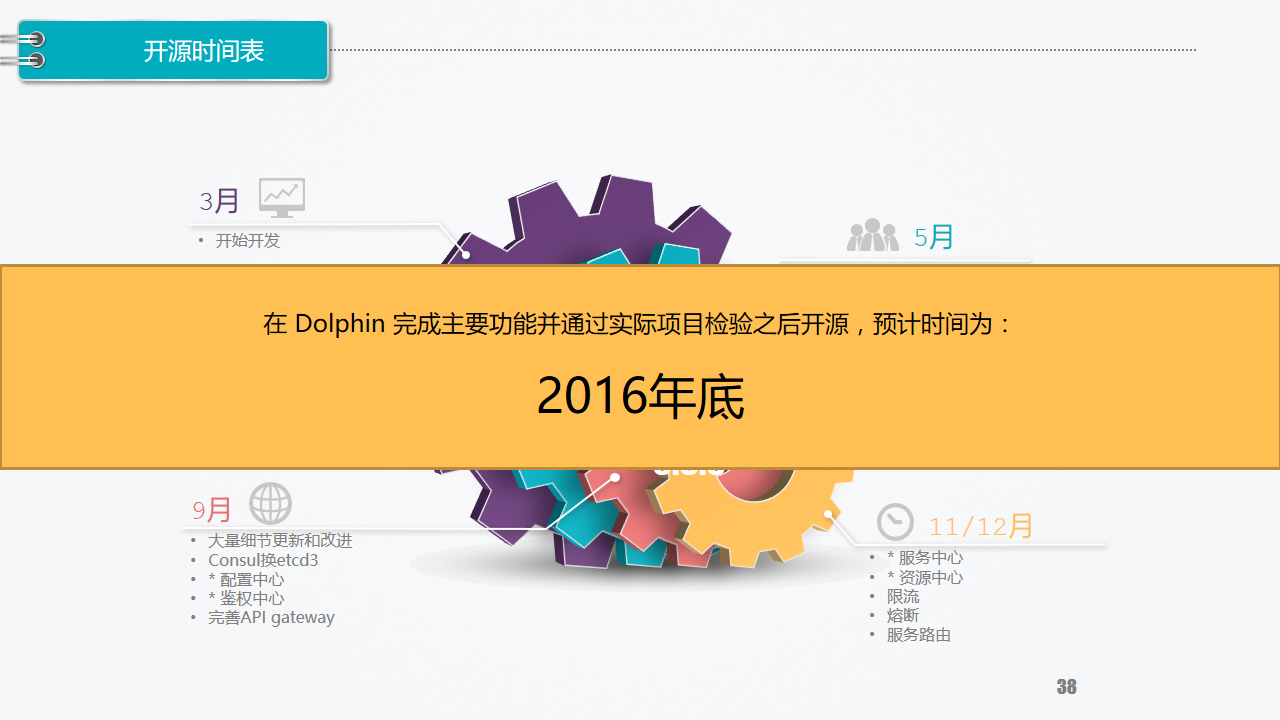 开源时间表
3月
• 开始开发
5月
在 Dolphin 完成主要功能并通过实际项目检验之后开源，预计时间为：
2016年底
9月
• 大量细节更新和改进
• Consul换etcd3
• * 配置中心
• * 鉴权中心
• 完善API gateway
11/12月
• * 服务中心
• * 资源中心
• 限流
• 熔断
• 服务路由
38